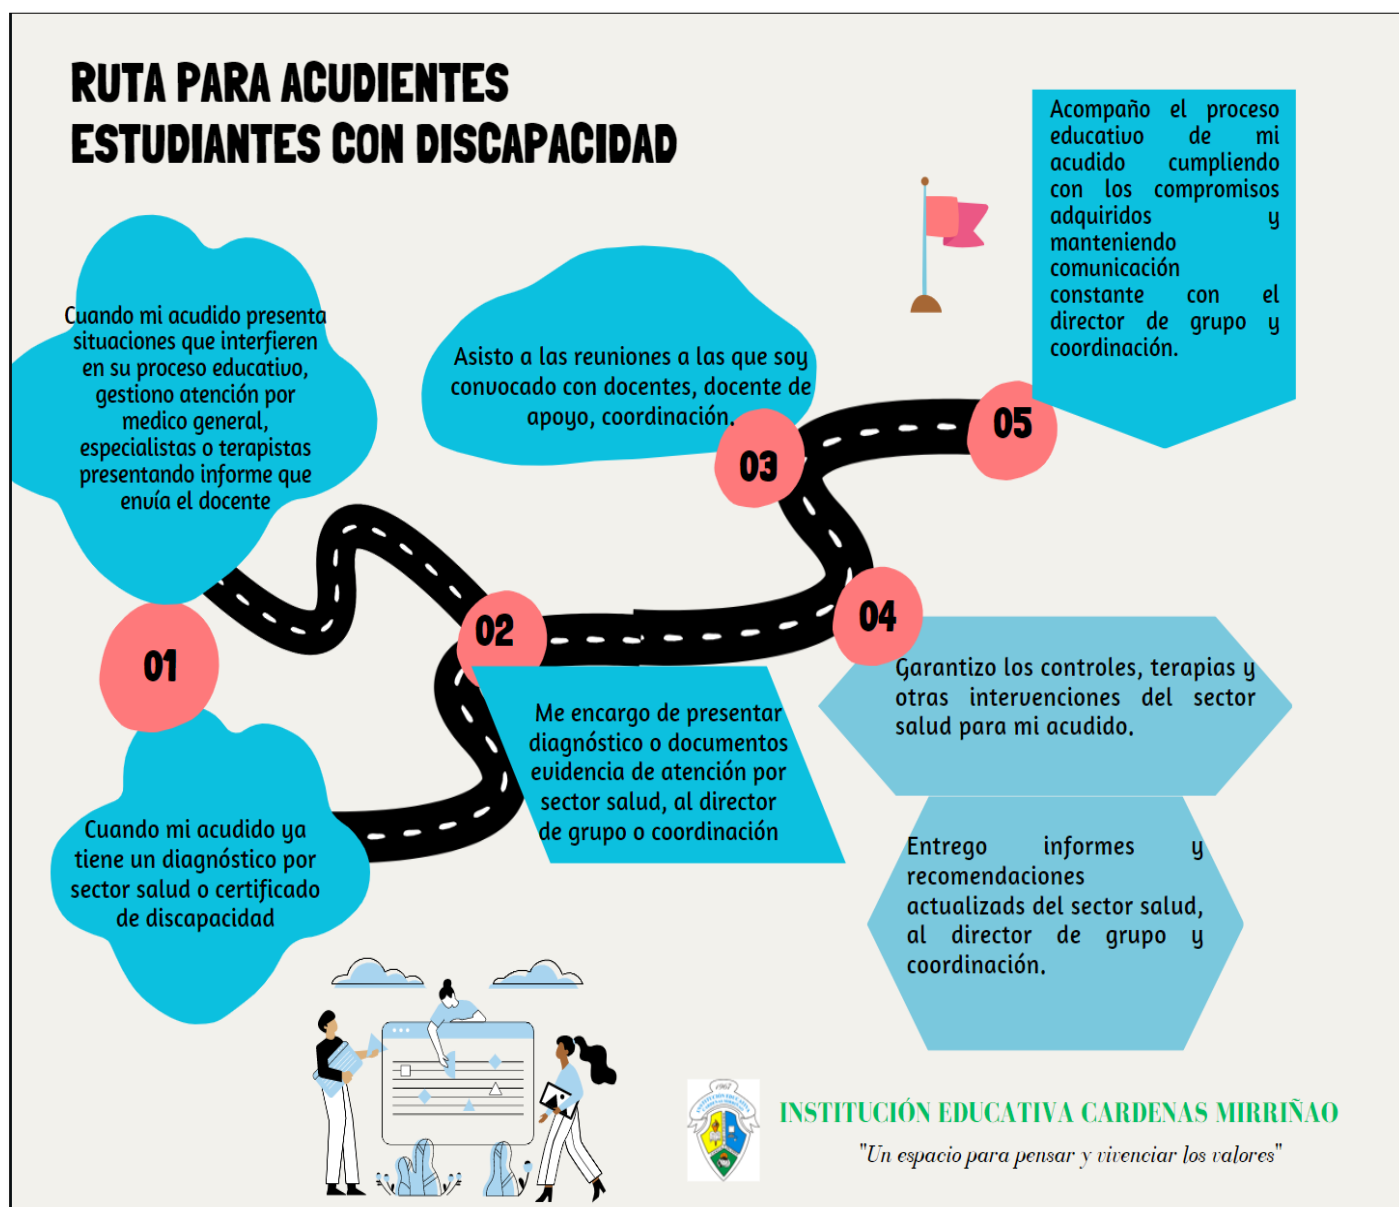 RUTA PARA ACUDIENTES
ESTUDIANTES CON DISCAPACIDAD
Cuando mi acudido presenta
situaciones que interfieren
en su proceso educativo,
gestiono atención por
medico general,
especialistas o terapistas
presentando informe que
envía el docente
01
Cuando mi acudido ya
tiene un diagnóstico por
sector salud o certificado
de discapacidad
02
Me encargo de presentar
diagnóstico o documentos
evidencia de atención por
sector salud, al director
de grupo o coordinación
Asisto a las reuniones a las que soy
convocado con docentes, docente de
apoyo, coordinación.
03
04
Garantizo los controles, terapias y
otras intervenciones del sector
salud para mi acudido.
Entrego informes y
recomendaciones
actualizads del sector salud,
al director de grupo y
coordinación.
05
Acompaño el proceso
educativo de mi
acudido cumpliendo
con los compromisos
adquiridos y
manteniendo
comunicación
constante con el
director de grupo y
coordinación.
INSTITUCIÓN EDUCATIVA CARDENAS MIRRIÑAO
"Un espacio para pensar y vivenciar los valores"